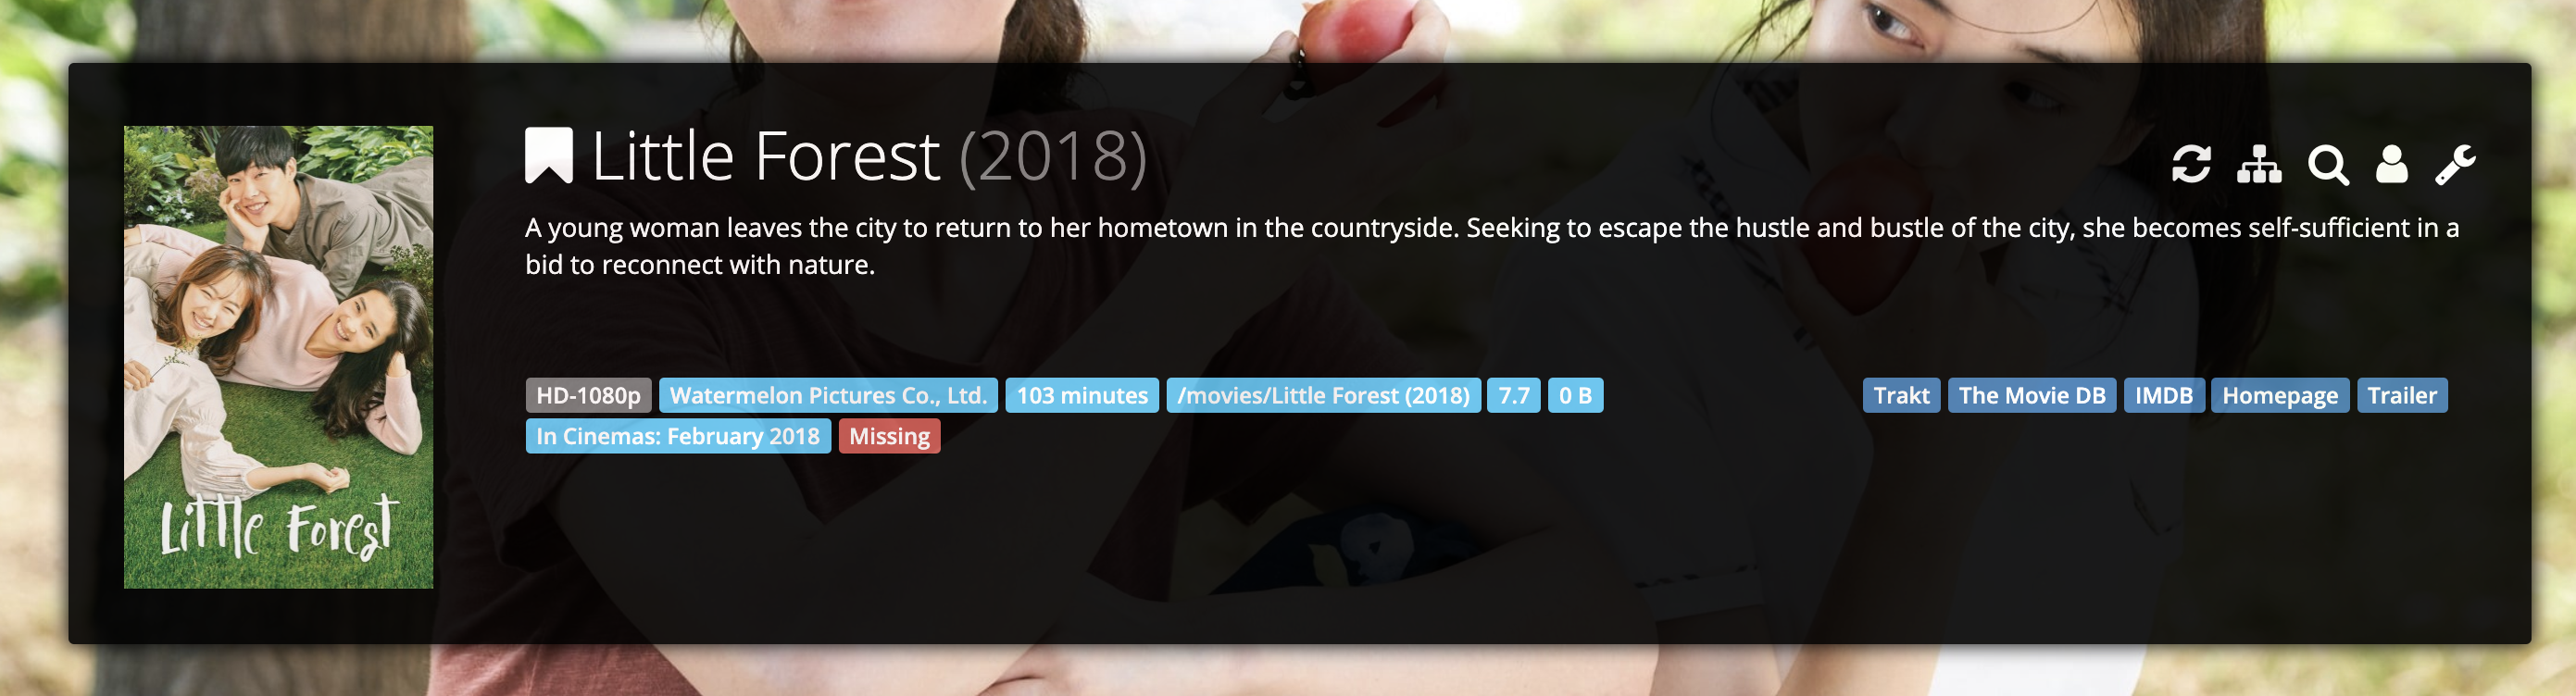 Little Forest (2018)
A young woman leaves the city to return to her hometown in the countryside. Seeking to escape the hustle and bustle of the city, she becomes self-sufficient in a
bid to reconnect with nature.
HD-1080p Watermelon Pictures Co., Ltd. 103 minutes /movies/Little Forest (2018) 7.7 0 B
In Cinemas: February 2018 Missing
Trakt The Movie DB IMDB Homepage Trailer
Little Forest